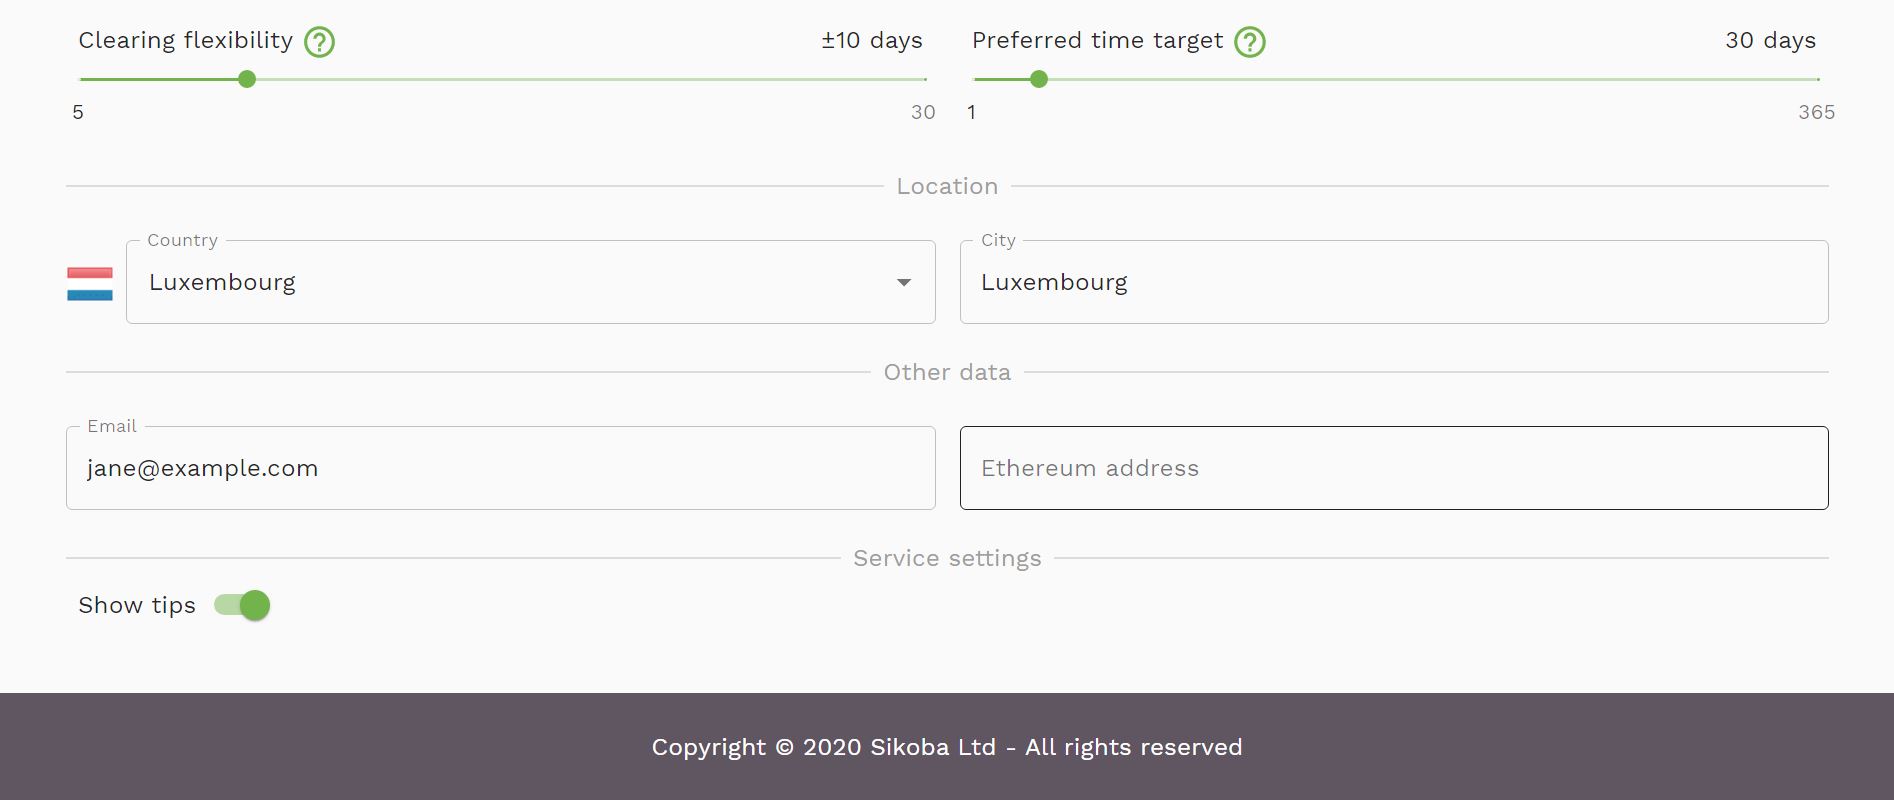 Clearing flexibility ? ±10 days Preferred time target ? 30 days
5 30 1 365
Location
Country City
Luxembourg Luxembourg
Other data
Email
jane@example.com Ethereum address
Service settings
Show tips
Copyright © 2020 Sikoba Ltd - All rights reserved